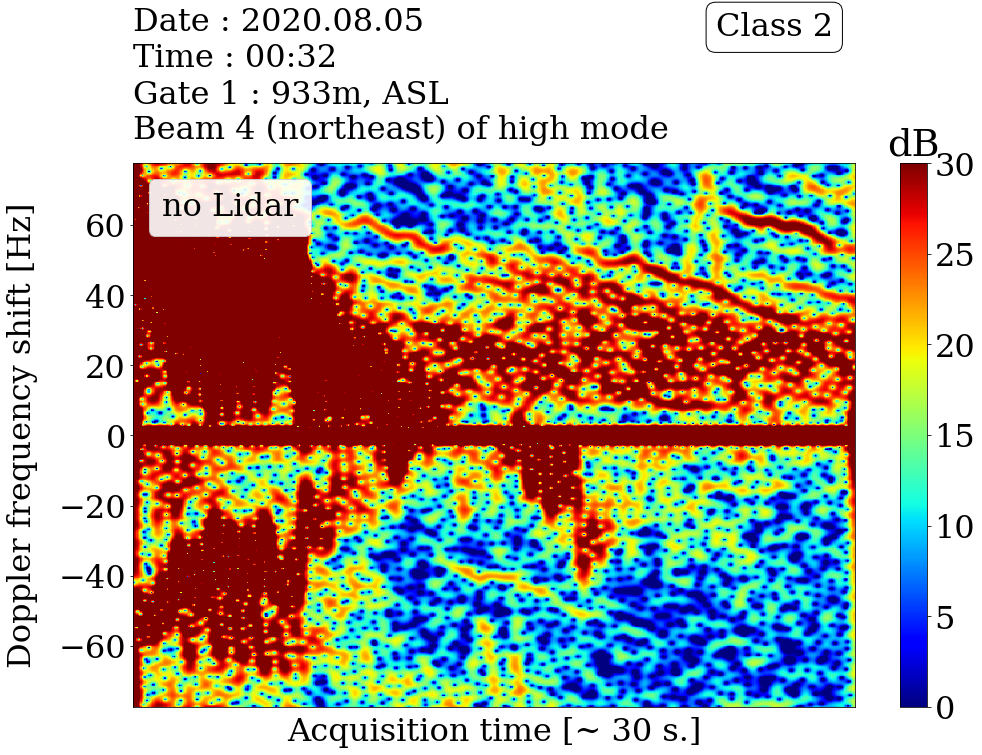 Date : 2020.08.05
Time : 00:32
Gate 1 : 933m, ASL
Beam 4 (northeast) of high mode
Class 2
no Lidar
dB
Doppler frequency shift [Hz]
60
40
20
0
−20
−40
−60
30
25
20
15
10
5
0
Acquisition time [~ 30 s.]